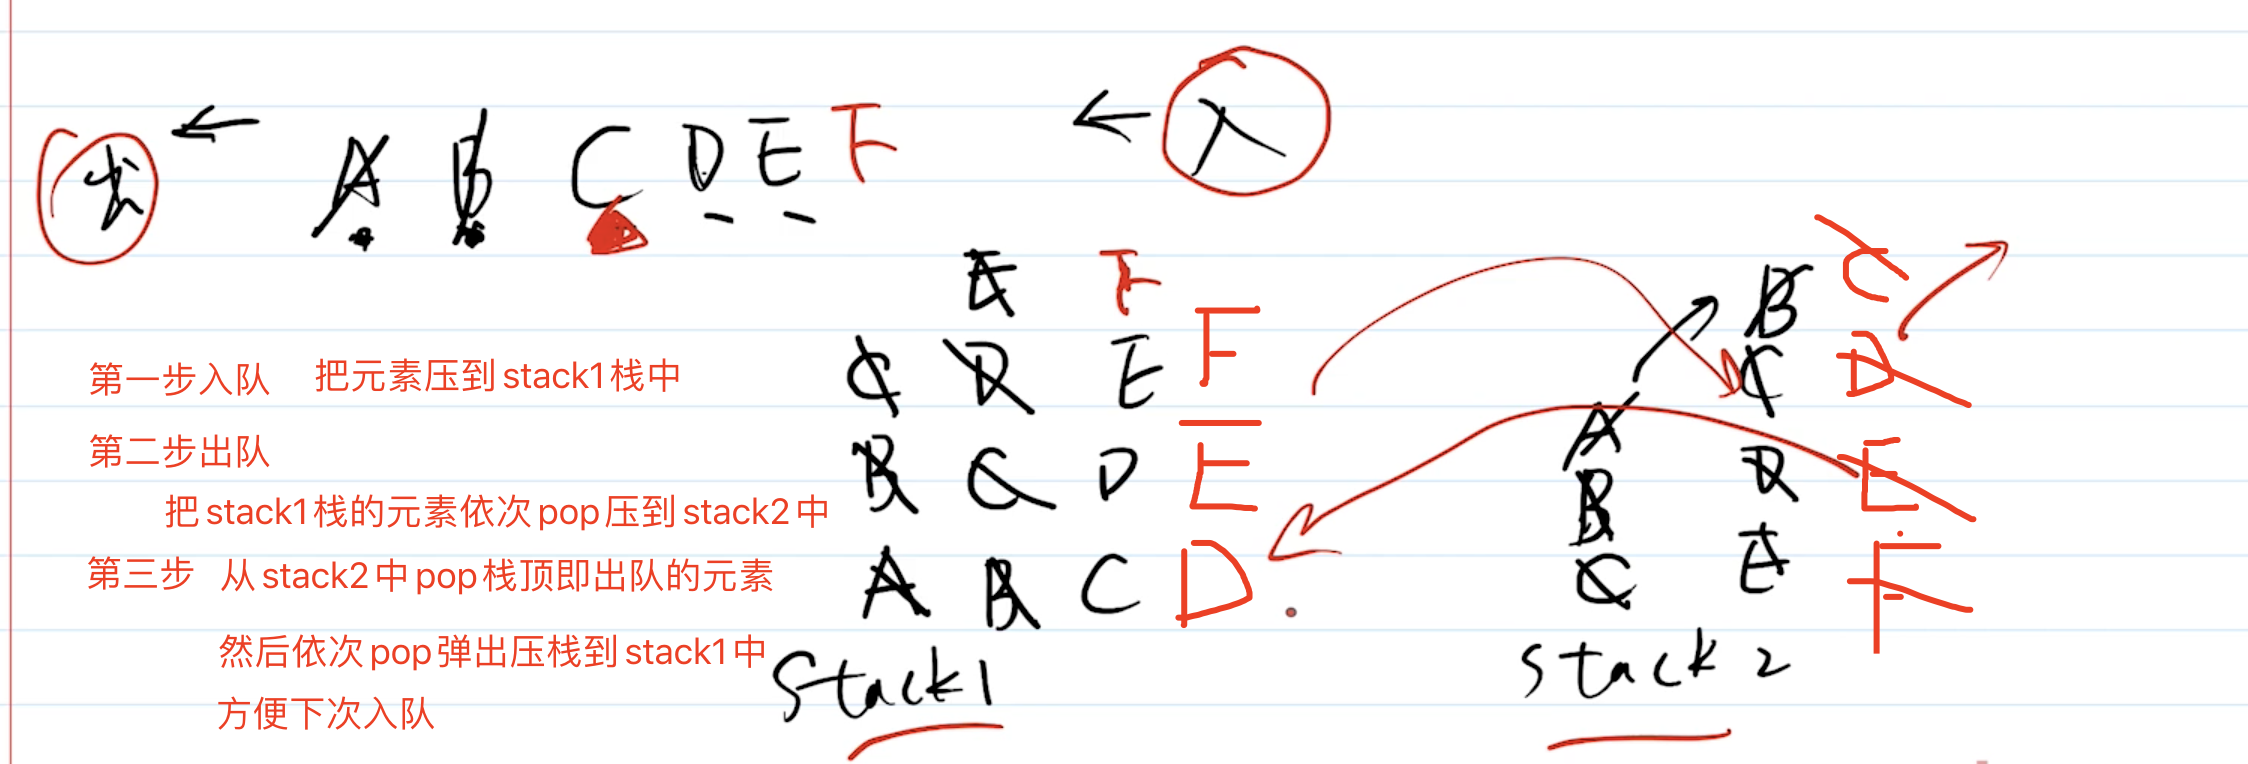 出 ← A B C D E F ← 入
E F B C
第一步入队 把元素压到stack1栈中 C D E F A C D
第二步出队 B C D E B D E
把stack1栈的元素依次pop压到stack2中
第三步 从stack2中pop栈顶即出队的元素 A B C D C E F
然后依次pop弹出压栈到stack1中
方便下次入队
Stack1 Stack2